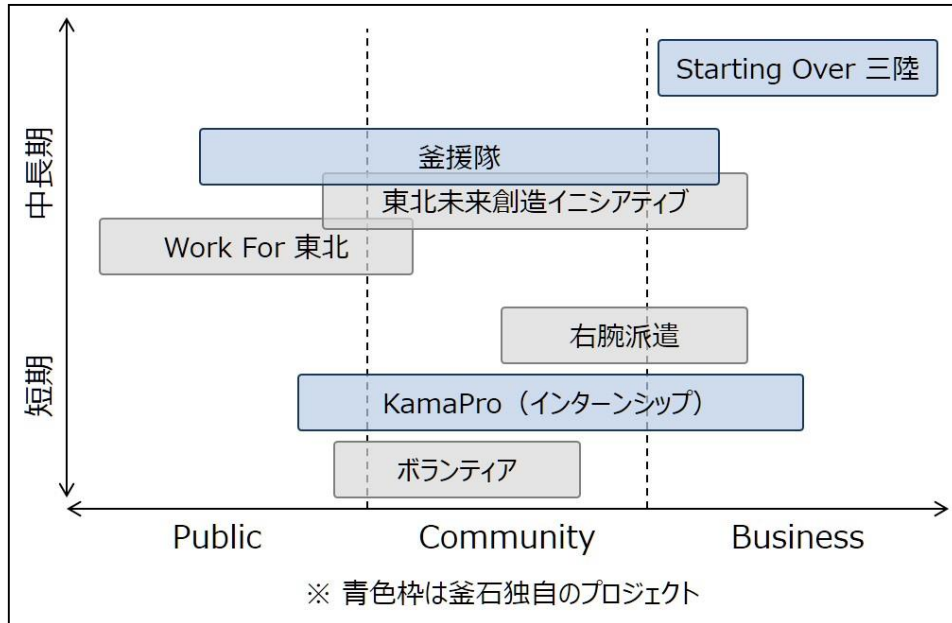 Starting Over 三陸
中長期
釜援隊
東北未来創造イニシアティブ
Work For 東北
右腕派遣
短期
KamaPro（インターンシップ）
ボランティア
Public
Community
Business
※ 青色枠は釜石独自のプロジェクト